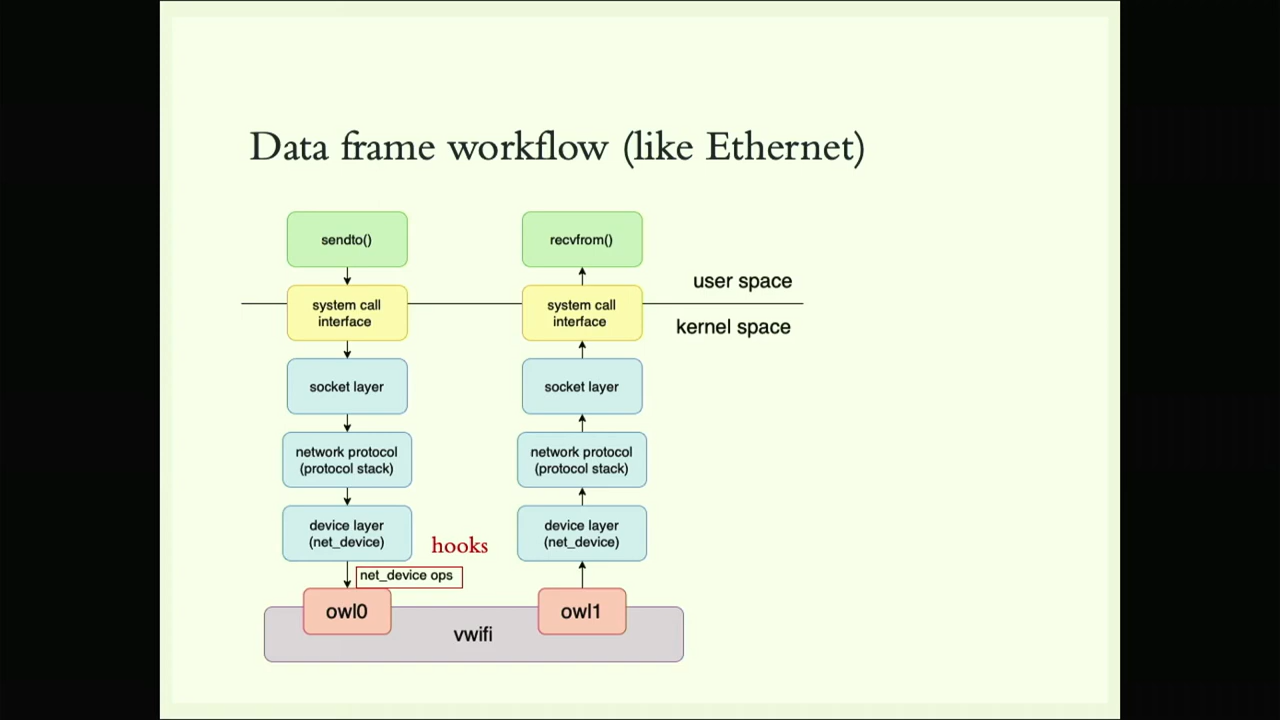 Data frame workflow (like Ethernet)
sendto()
recvfrom()
user space
system call
interface
system call
interface
kernel space
socket layer
socket layer
network protocol
(protocol stack)
network protocol
(protocol stack)
device layer
(net_device)
hooks
device layer
(net_device)
net_device ops
owl0
owl1
vwifi